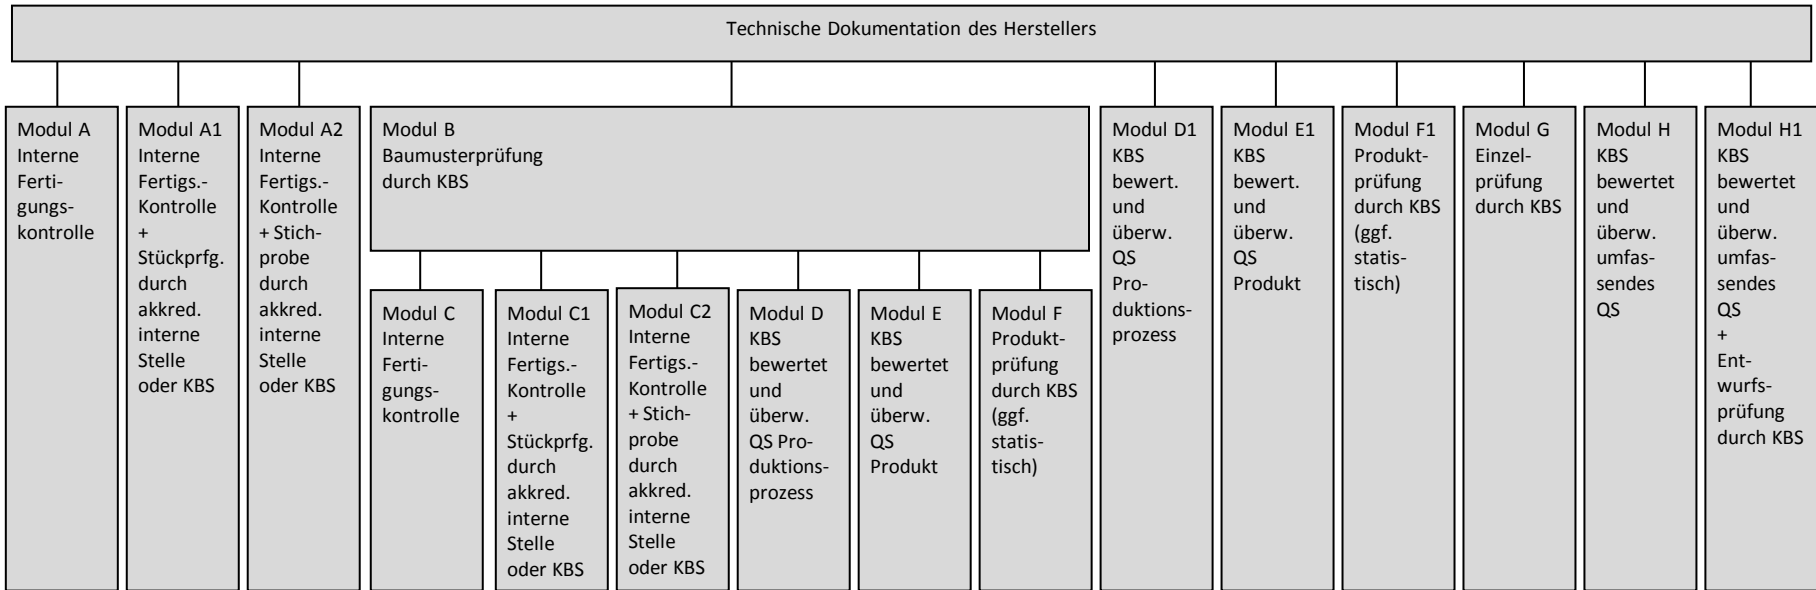 Technische Dokumentation des Herstellers
Modul A
Interne
Ferti-
gungs-
kontrolle
Modul A1
Interne
Fertigs.-
Kontrolle
+
Stückprfg.
durch
akkred.
interne
Stelle
oder KBS
Modul A2
Interne
Fertigs.-
Kontrolle
+ Stich-
probe
durch
akkred.
interne
Stelle
oder KBS
Modul B
Baumusterprüfung
durch KBS
Modul C
Interne
Ferti-
gungs-
kontrolle
Modul C1
Interne
Fertigs.-
Kontrolle
+
Stückprfg.
durch
akkred.
interne
Stelle
oder KBS
Modul C2
Interne
Fertigs.-
Kontrolle
+ Stich-
probe
durch
akkred.
interne
Stelle
oder KBS
Modul D
KBS
bewertet
und
überw.
QS Pro-
duktions-
prozess
Modul E
KBS
bewertet
und
überw.
QS
Produkt
Modul F
Produkt-
prüfung
durch KBS
(ggf.
statis-
tisch)
Modul D1
KBS
bewert.
und
überw.
QS
Pro-
duktions-
prozess
Modul E1
KBS
bewert.
und
überw.
QS
Produkt
Modul F1
Produkt-
prüfung
durch KBS
(ggf.
statis-
tisch)
Modul G
Einzel-
prüfung
durch KBS
Modul H
KBS
bewertet
und
überw.
umfas-
sendes
QS
Modul H1
KBS
bewertet
und
überw.
umfas-
sendes
QS
+
Ent-
wurfs-
prüfung
durch KBS